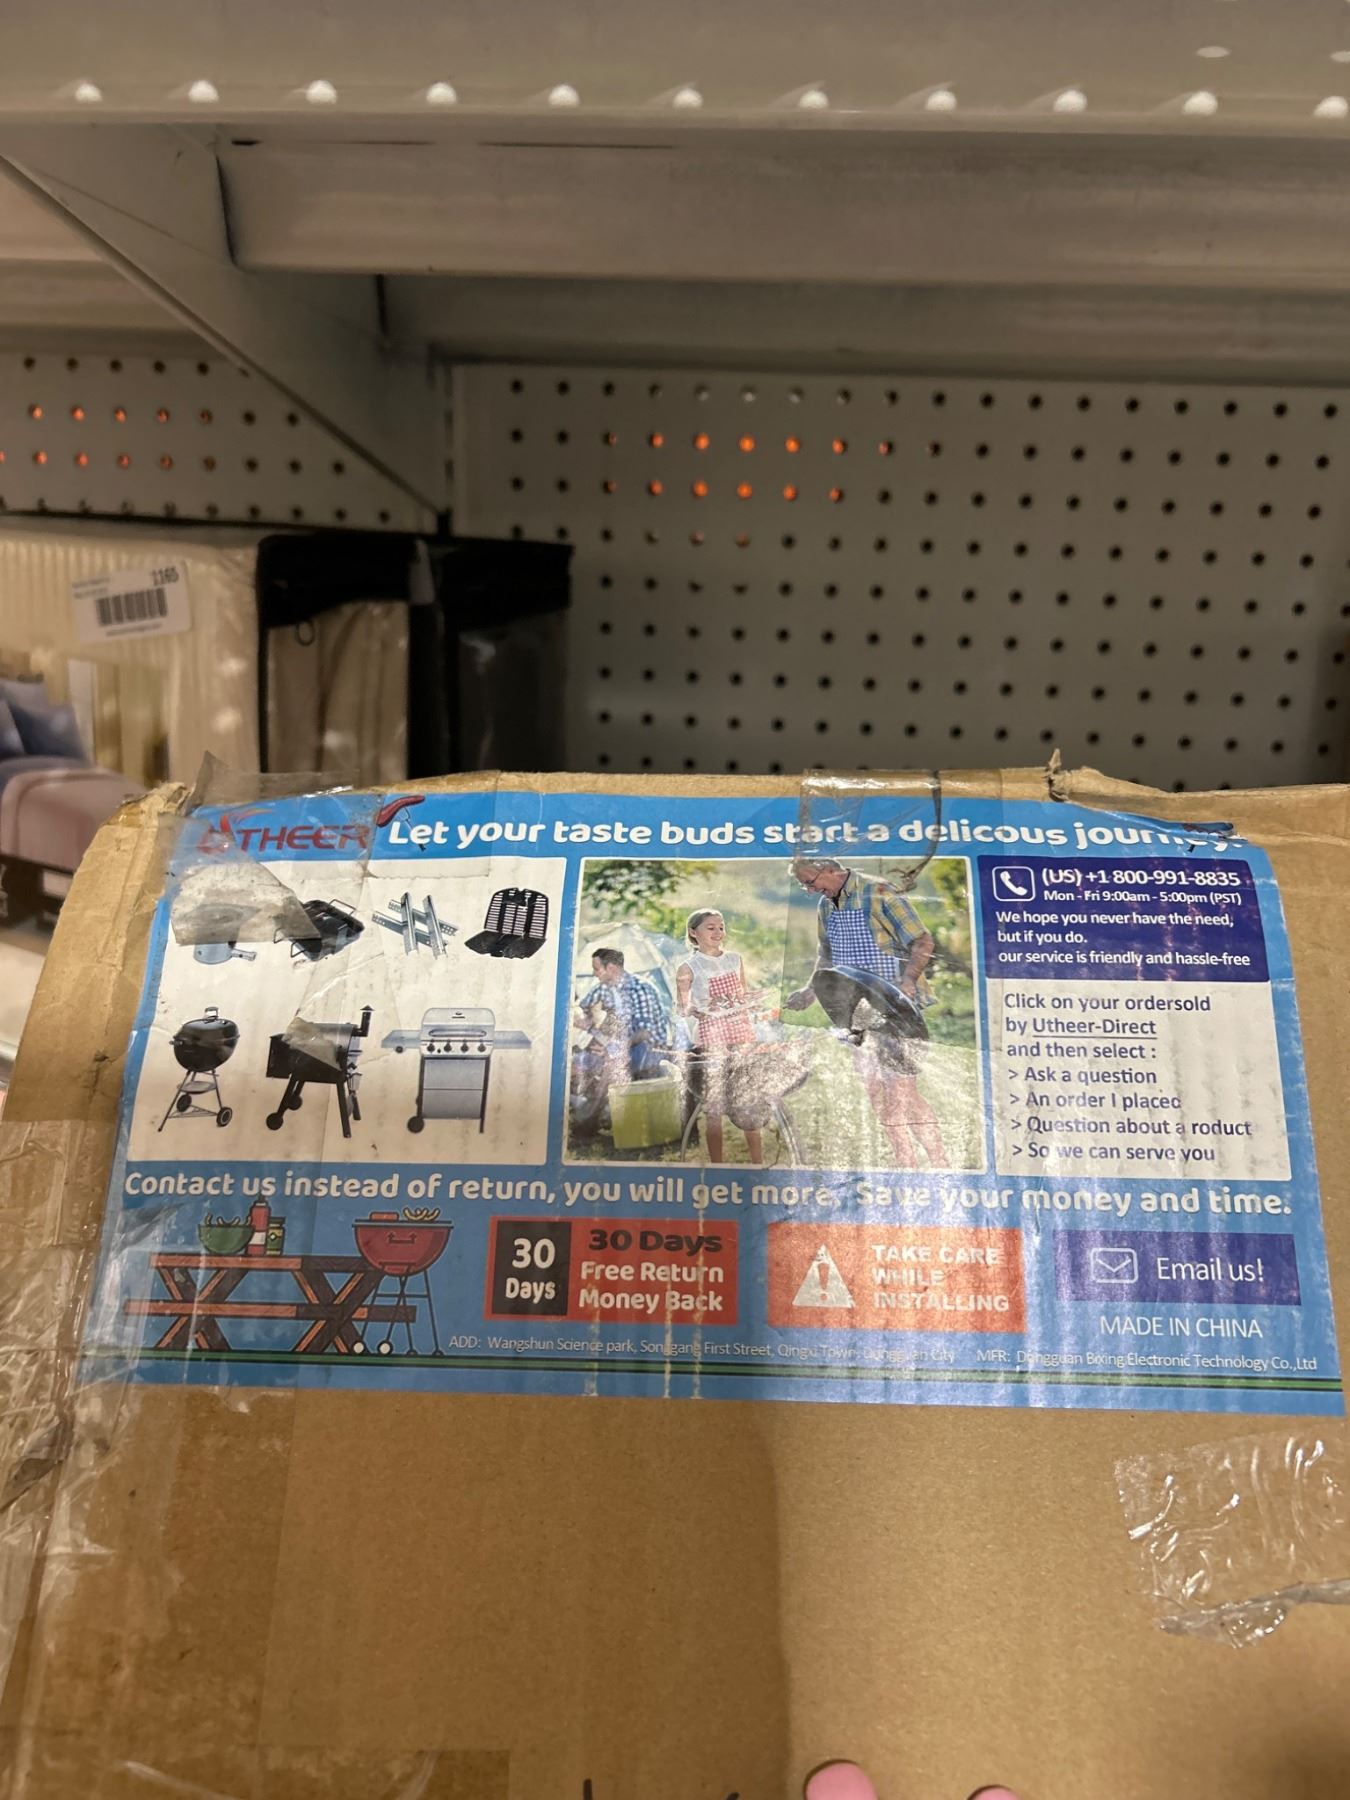 1165
UTHEER
Let your taste buds start a delicous journey.
(US) +1 800-991-8835
Mon - Fri 9:00am - 5:00pm (PST)
We hope you never have the need,
but if you do.
our service is friendly and hassle-free
Click on your ordersold
by Utheer-Direct
and then select :
> Ask a question
> An order I placed
> Question about a roduct
> So we can serve you
Contact us instead of return, you will get more, Save your money and time.
30
Days
30 Days
Free Return
Money Back
TAKE CARE
WHILE
INSTALLING
Email us!
MADE IN CHINA
ADD: Wangshun Science park, Songgang First Street, Qingxi Town, Dongguan City
MFR: Dongguan Bixing Electronic Technology Co.,Ltd